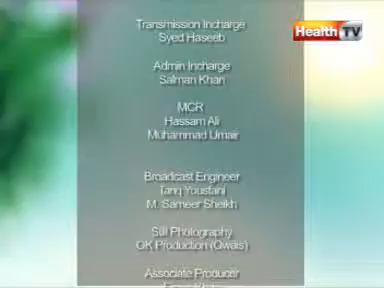 Transmission Incharge
Syed Haseeb
Health TV
Admin Incharge
Salman Khan
MCR
Hassam Ali
Muhammad Umair
Broadcast Engineer
Tariq Youstani
M. Sameer Sheikh
Still Photography
OK Production (Owais)
Associate Producer